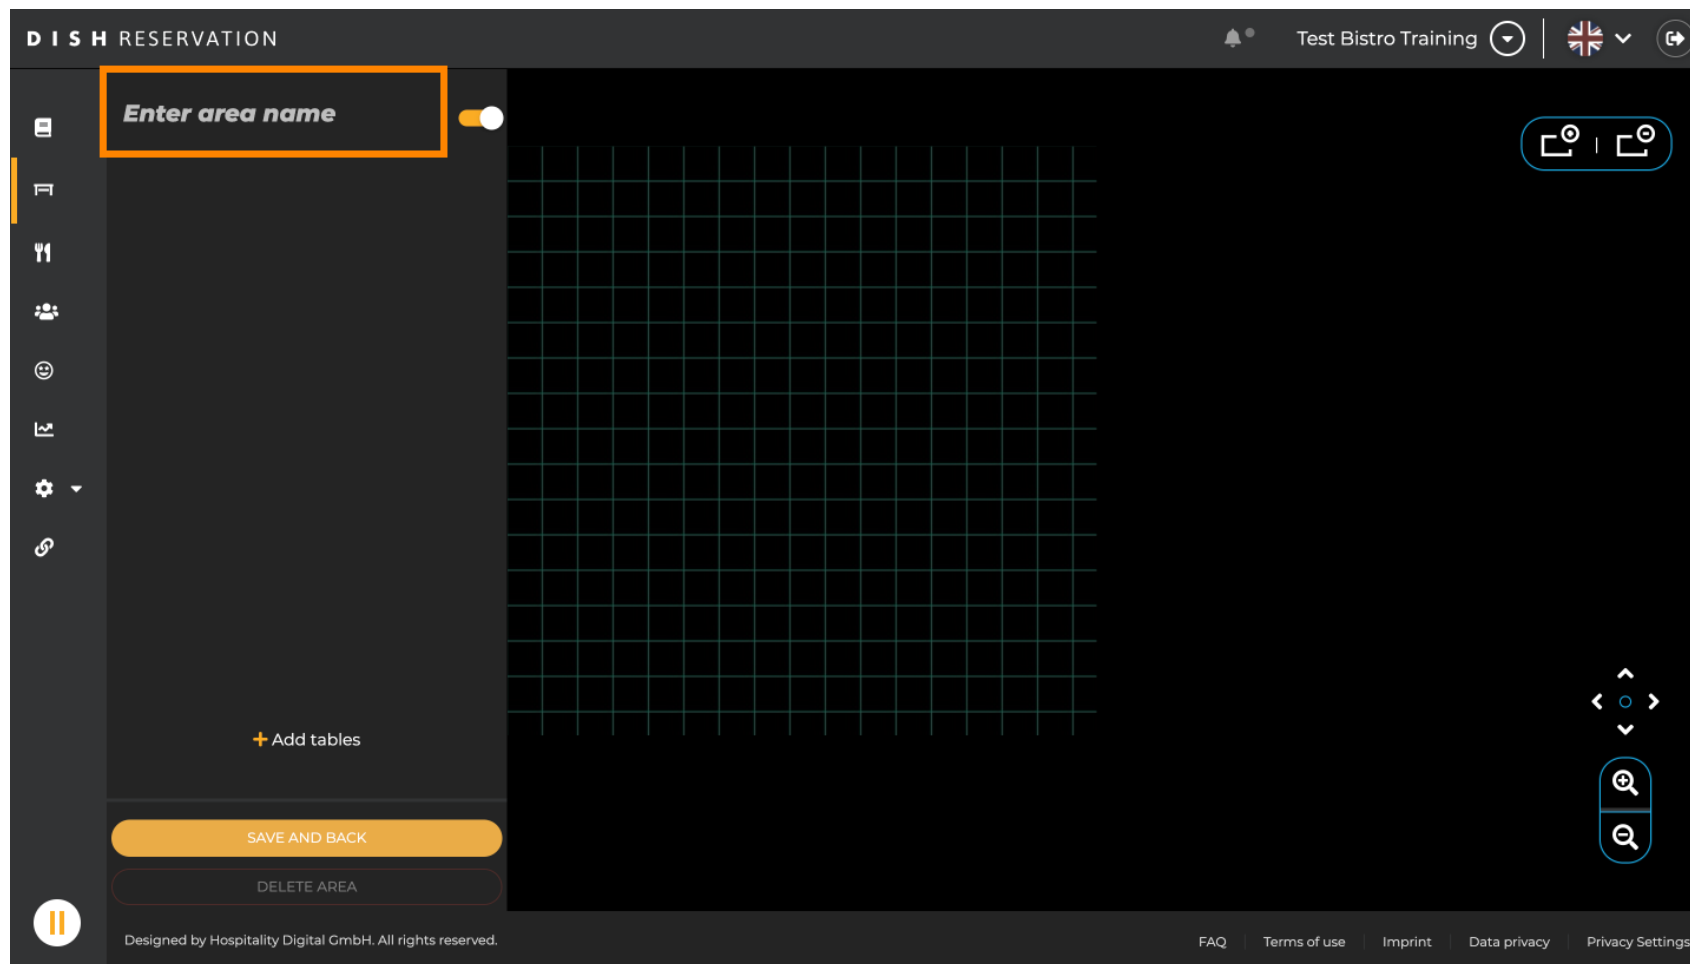 DISH RESERVATION
Test Bistro Training
Enter area name
+ Add tables
SAVE AND BACK
DELETE AREA
Designed by Hospitality Digital GmbH. All rights reserved.
FAQ
Terms of use
Imprint
Data privacy
Privacy Settings